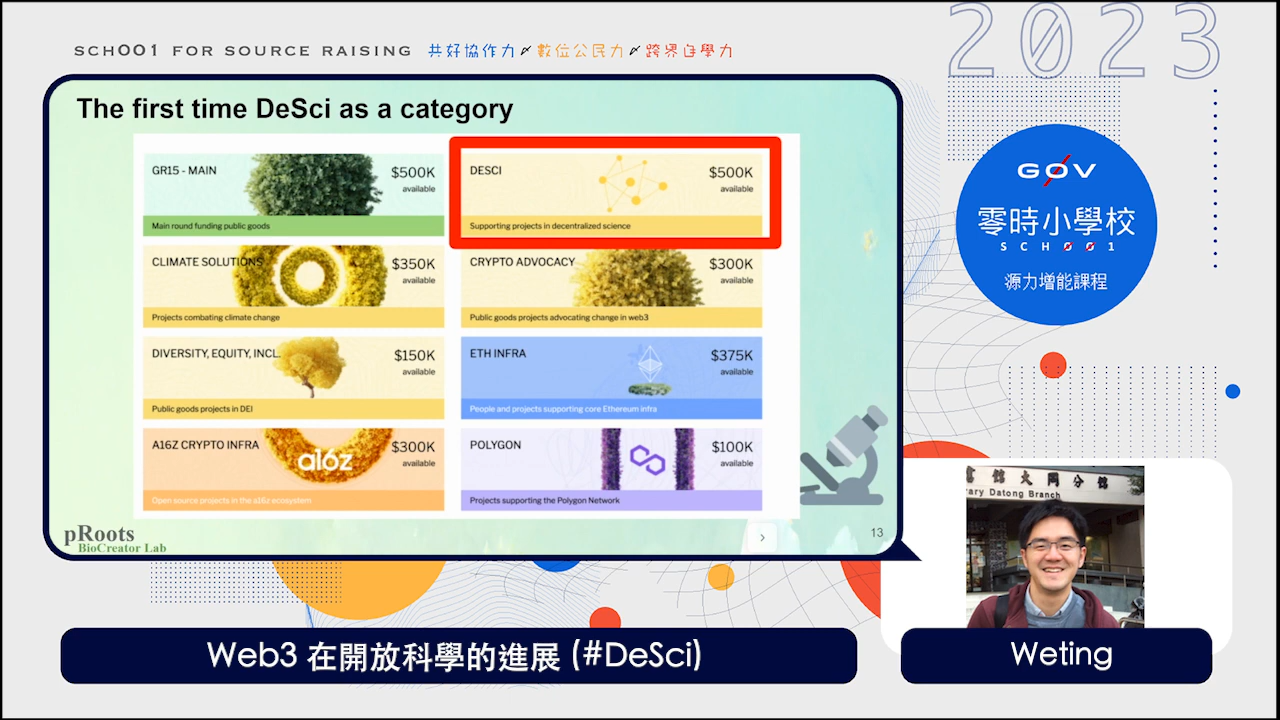 SCH001 FOR SOURCE RAISING 共好協作力〆數位公民力〆跨界自學力
2023
The first time DeSci as a category
GR15 - MAIN
$500K
available
Main round funding public goods
DESCI
$500K
available
Supporting projects in decentralized science
CLIMATE SOLUTIONS
$350K
available
Projects combating climate change
CRYPTO ADVOCACY
$300K
available
Public goods projects advocating change in web3
DIVERSITY, EQUITY, INCL.
$150K
available
Public goods projects in DEI
ETH INFRA
$375K
available
People and projects supporting core Ethereum infra
A16Z CRYPTO INFRA
a16z
$300K
available
Open source projects in the a16z ecosystem
POLYGON
$100K
available
Projects supporting the Polygon Network
pRoots
BioCreator Lab
13
G0V
零時小學校
SCH001
源力增能課程
館大同分館
rary Datong Branch
Web3 在開放科學的進展 (#DeSci)
Weting